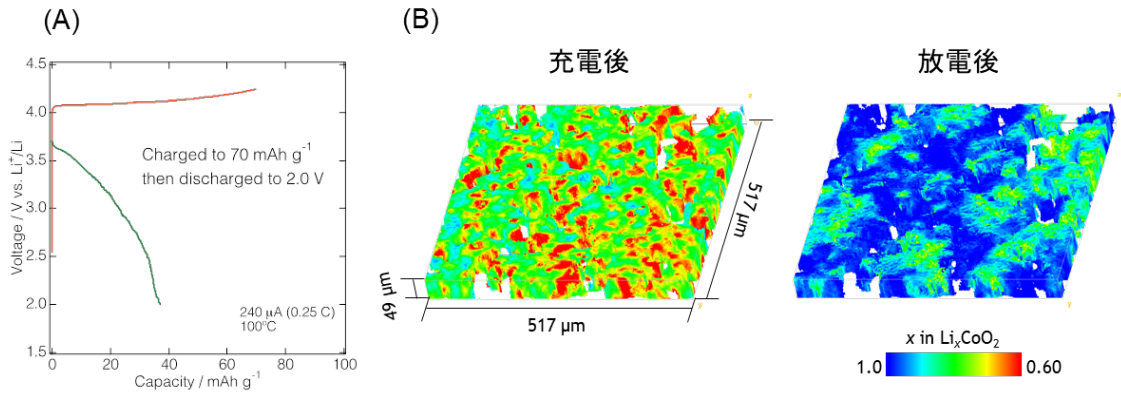 (A)
4.5
4.0
3.5
3.0
2.5
2.0
1.5
Voltage / V vs. Li⁺/Li
Charged to 70 mAh g⁻¹
then discharged to 2.0 V
240 µA (0.25 C)
100℃
0
20
40
60
80
100
Capacity / mAh g⁻¹
(B)
充電後
放電後
517 µm
49 µm
517 µm
x in LiₓCoO₂
1.0
0.60